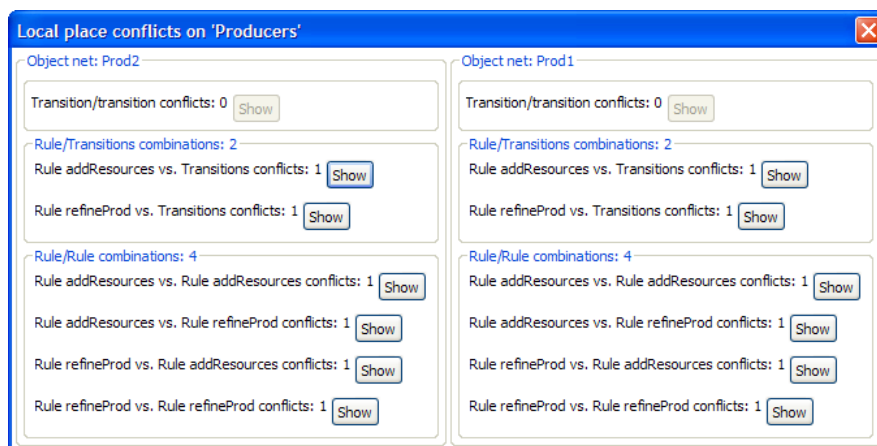 Local place conflicts on 'Producers'
Object net: Prod2
Transition/transition conflicts: 0 Show
Rule/Transitions combinations: 2
Rule addResources vs. Transitions conflicts: 1 Show
Rule refineProd vs. Transitions conflicts: 1 Show
Rule/Rule combinations: 4
Rule addResources vs. Rule addResources conflicts: 1 Show
Rule addResources vs. Rule refineProd conflicts: 1 Show
Rule refineProd vs. Rule addResources conflicts: 1 Show
Rule refineProd vs. Rule refineProd conflicts: 1 Show
Object net: Prod1
Transition/transition conflicts: 0 Show
Rule/Transitions combinations: 2
Rule addResources vs. Transitions conflicts: 1 Show
Rule refineProd vs. Transitions conflicts: 1 Show
Rule/Rule combinations: 4
Rule addResources vs. Rule addResources conflicts: 1 Show
Rule addResources vs. Rule refineProd conflicts: 1 Show
Rule refineProd vs. Rule addResources conflicts: 1 Show
Rule refineProd vs. Rule refineProd conflicts: 1 Show